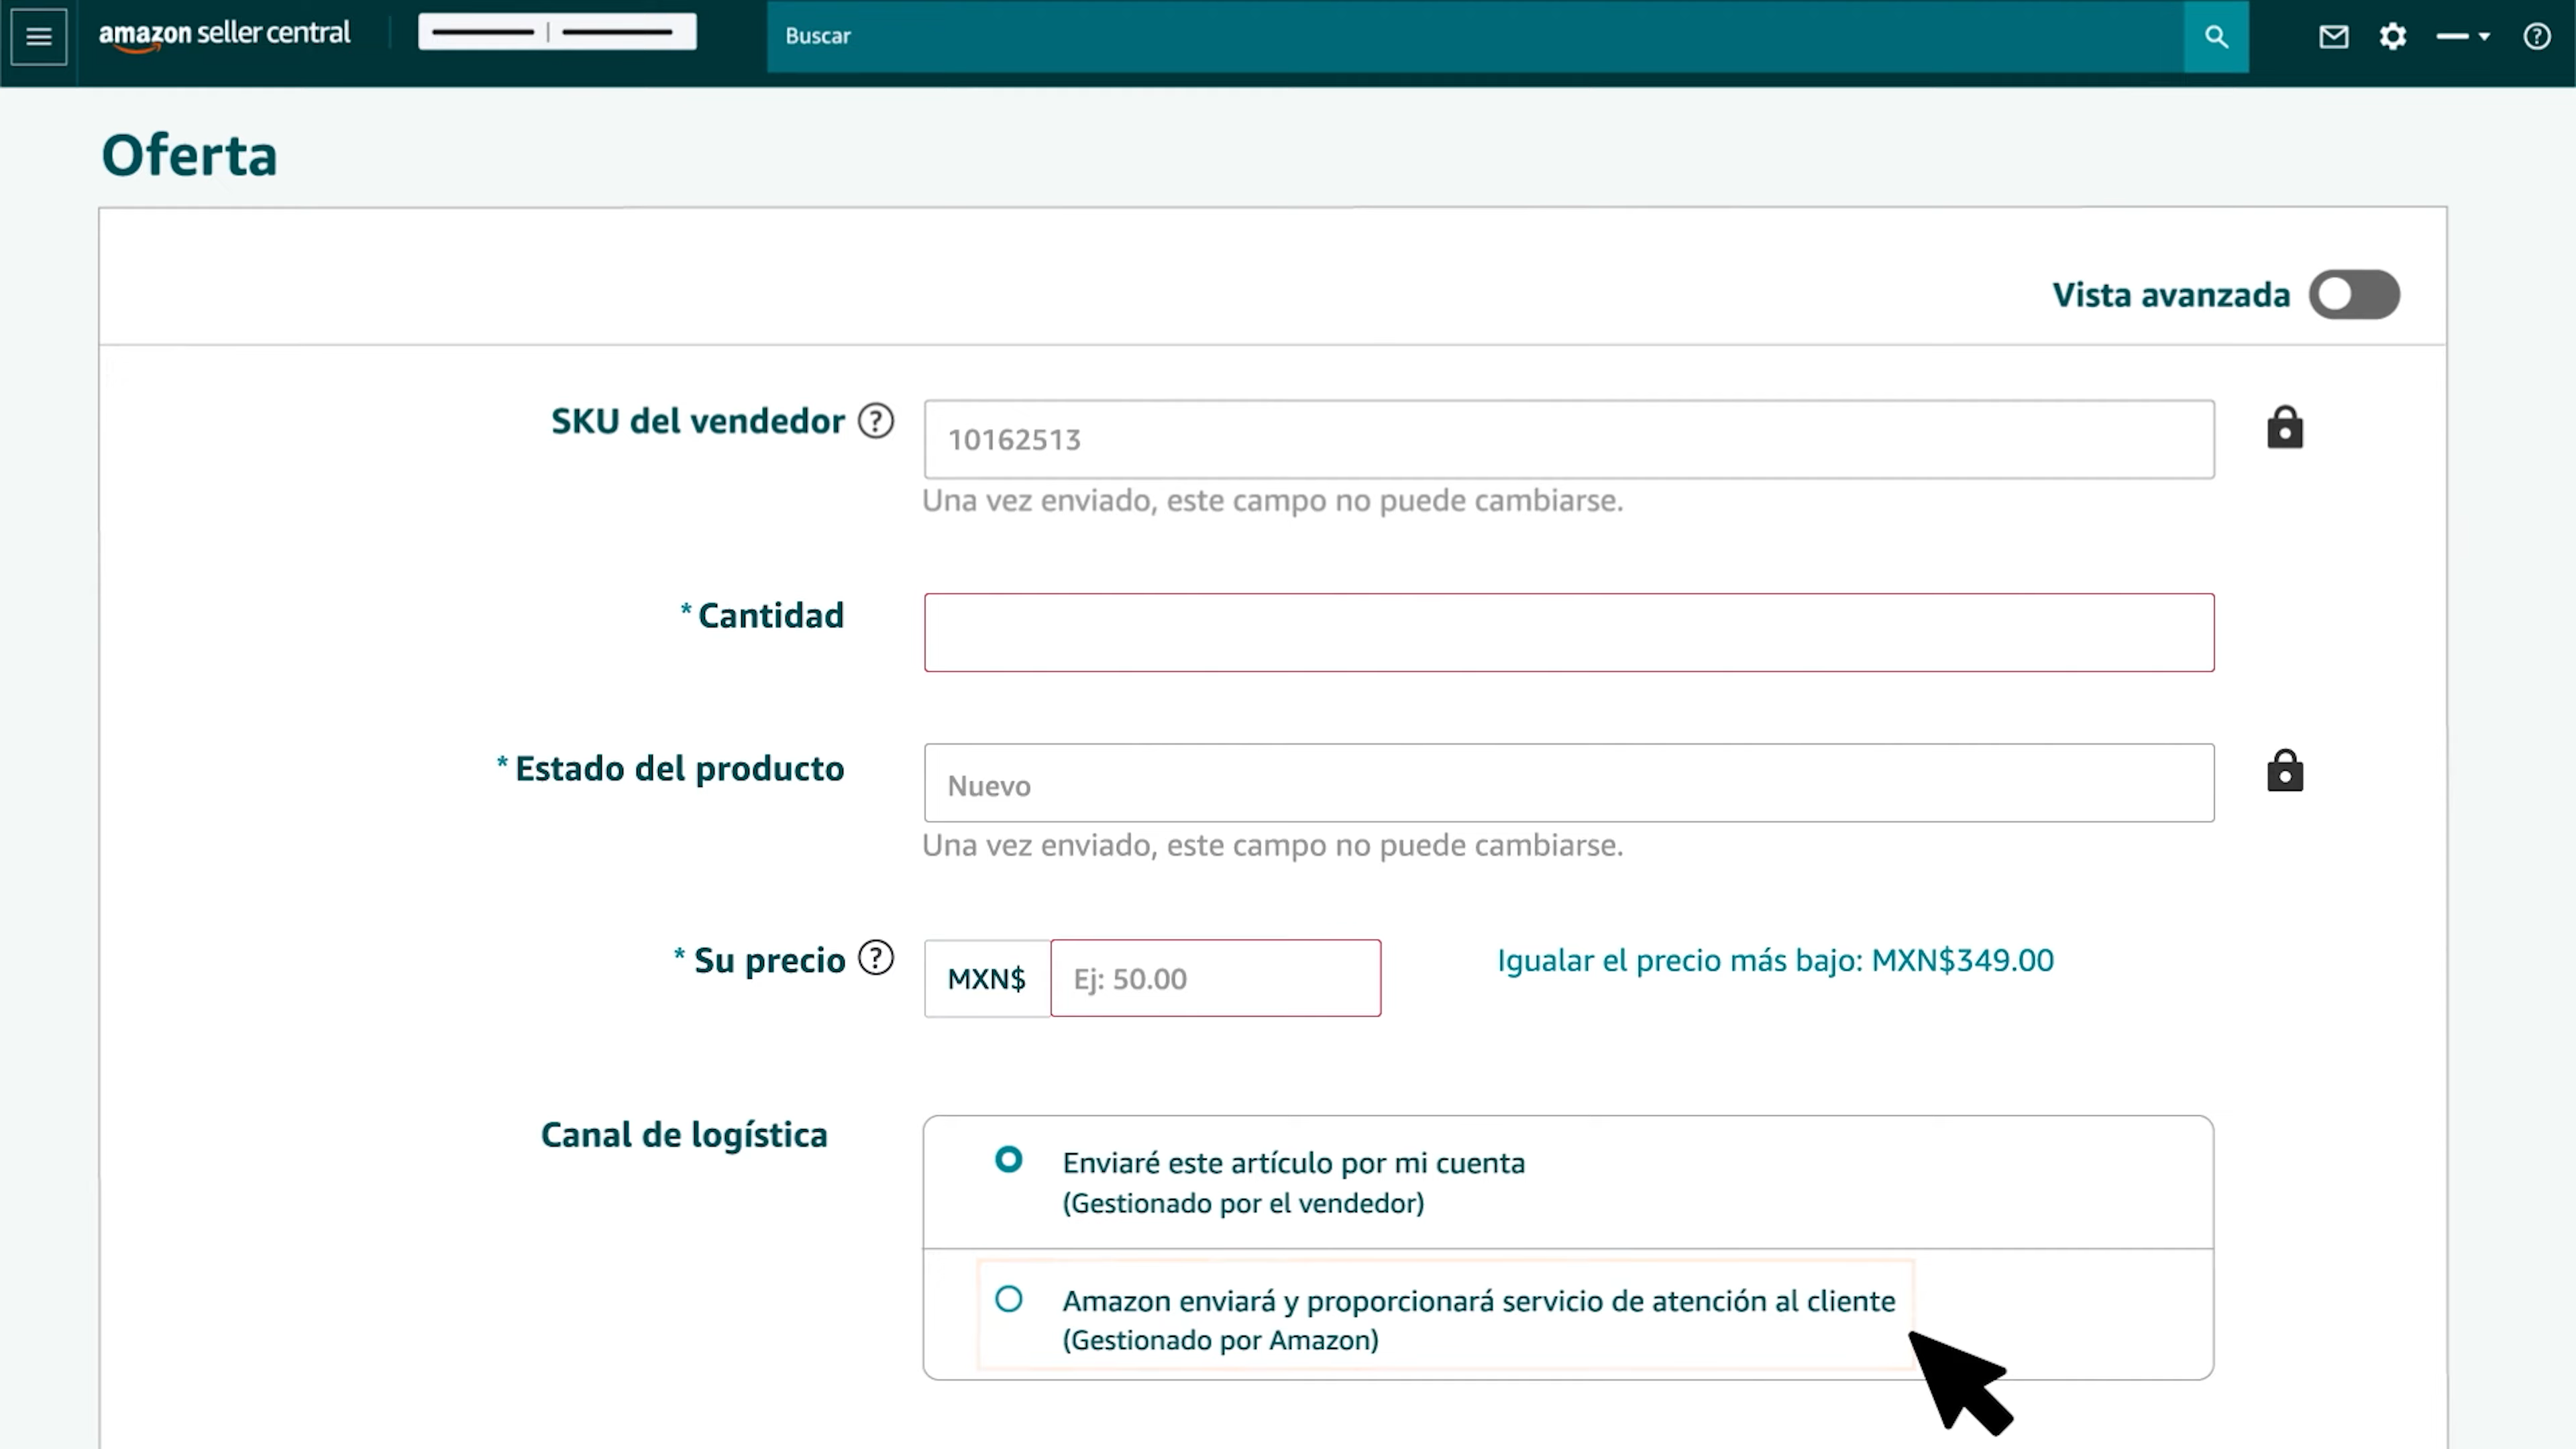 amazon seller central
Buscar
Oferta
Vista avanzada
SKU del vendedor
10162513
Una vez enviado, este campo no puede cambiarse.
* Cantidad
* Estado del producto
Nuevo
Una vez enviado, este campo no puede cambiarse.
* Su precio
MXN$
Ej: 50.00
Igualar el precio más bajo: MXN$349.00
Canal de logística
Enviaré este artículo por mi cuenta
(Gestionado por el vendedor)
Amazon enviará y proporcionará servicio de atención al cliente
(Gestionado por Amazon)